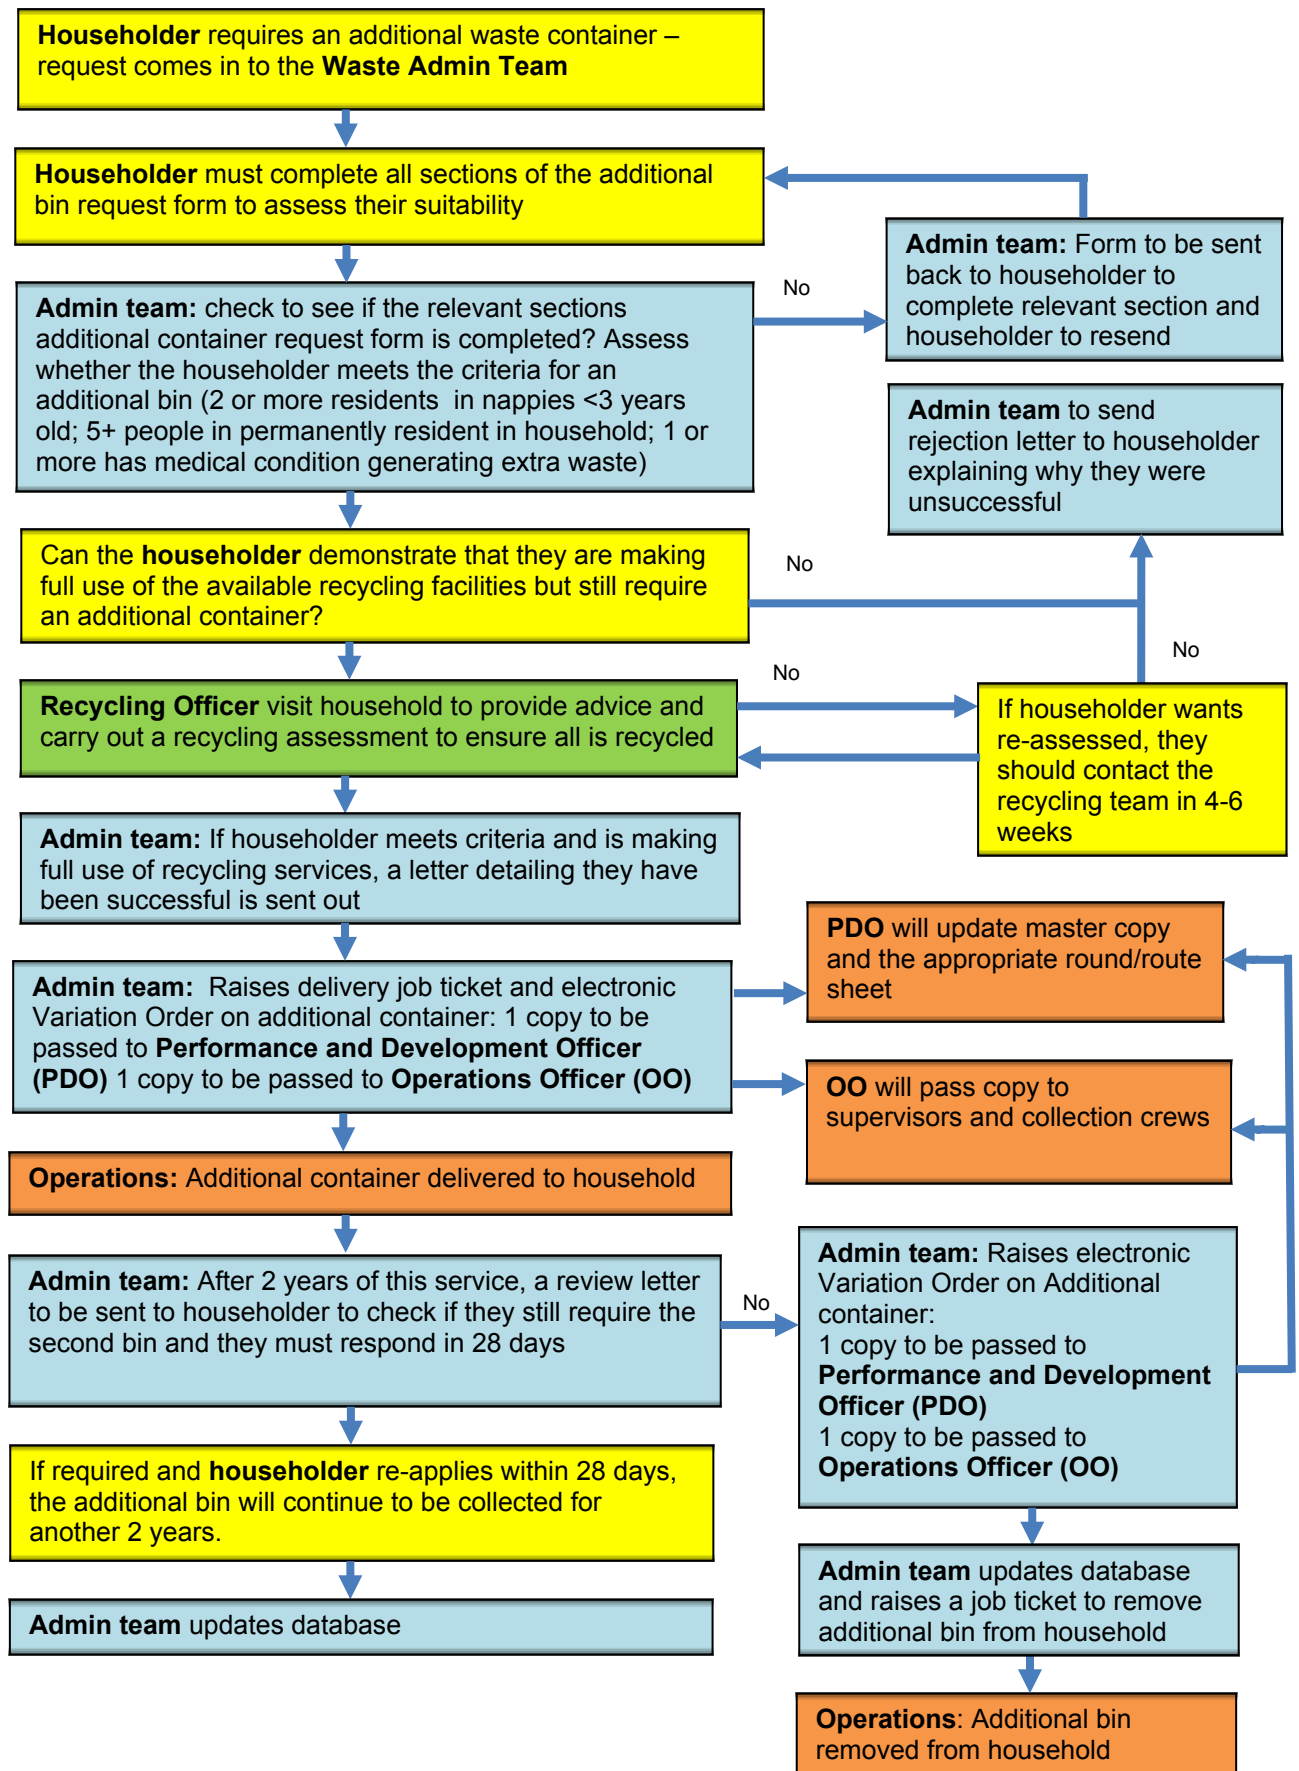 Householder requires an additional waste container –
request comes in to the Waste Admin Team
Householder must complete all sections of the additional
bin request form to assess their suitability
Admin team: Form to be sent
back to householder to
complete relevant section and
householder to resend
No
Admin team: check to see if the relevant sections
additional container request form is completed? Assess
whether the householder meets the criteria for an
additional bin (2 or more residents  in nappies <3 years
old; 5+ people in permanently resident in household; 1 or
more has medical condition generating extra waste)
Admin team to send
rejection letter to householder
explaining why they were
unsuccessful
Can the householder demonstrate that they are making
full use of the available recycling facilities but still require
an additional container?
No
No
No
Recycling Officer visit household to provide advice and
carry out a recycling assessment to ensure all is recycled
If householder wants
re-assessed, they
should contact the
recycling team in 4-6
weeks
Admin team: If householder meets criteria and is making
full use of recycling services, a letter detailing they have
been successful is sent out
PDO will update master copy
and the appropriate round/route
sheet
Admin team:  Raises delivery job ticket and electronic
Variation Order on additional container: 1 copy to be
passed to Performance and Development Officer
(PDO) 1 copy to be passed to Operations Officer (OO)
OO will pass copy to
supervisors and collection crews
Operations: Additional container delivered to household
Admin team: After 2 years of this service, a review letter
to be sent to householder to check if they still require the
second bin and they must respond in 28 days
No
Admin team: Raises electronic
Variation Order on Additional
container:
1 copy to be passed to
Performance and Development
Officer (PDO)
1 copy to be passed to
Operations Officer (OO)
If required and householder re-applies within 28 days,
the additional bin will continue to be collected for
another 2 years.
Admin team updates database
and raises a job ticket to remove
additional bin from household
Admin team updates database
Operations: Additional bin
removed from household